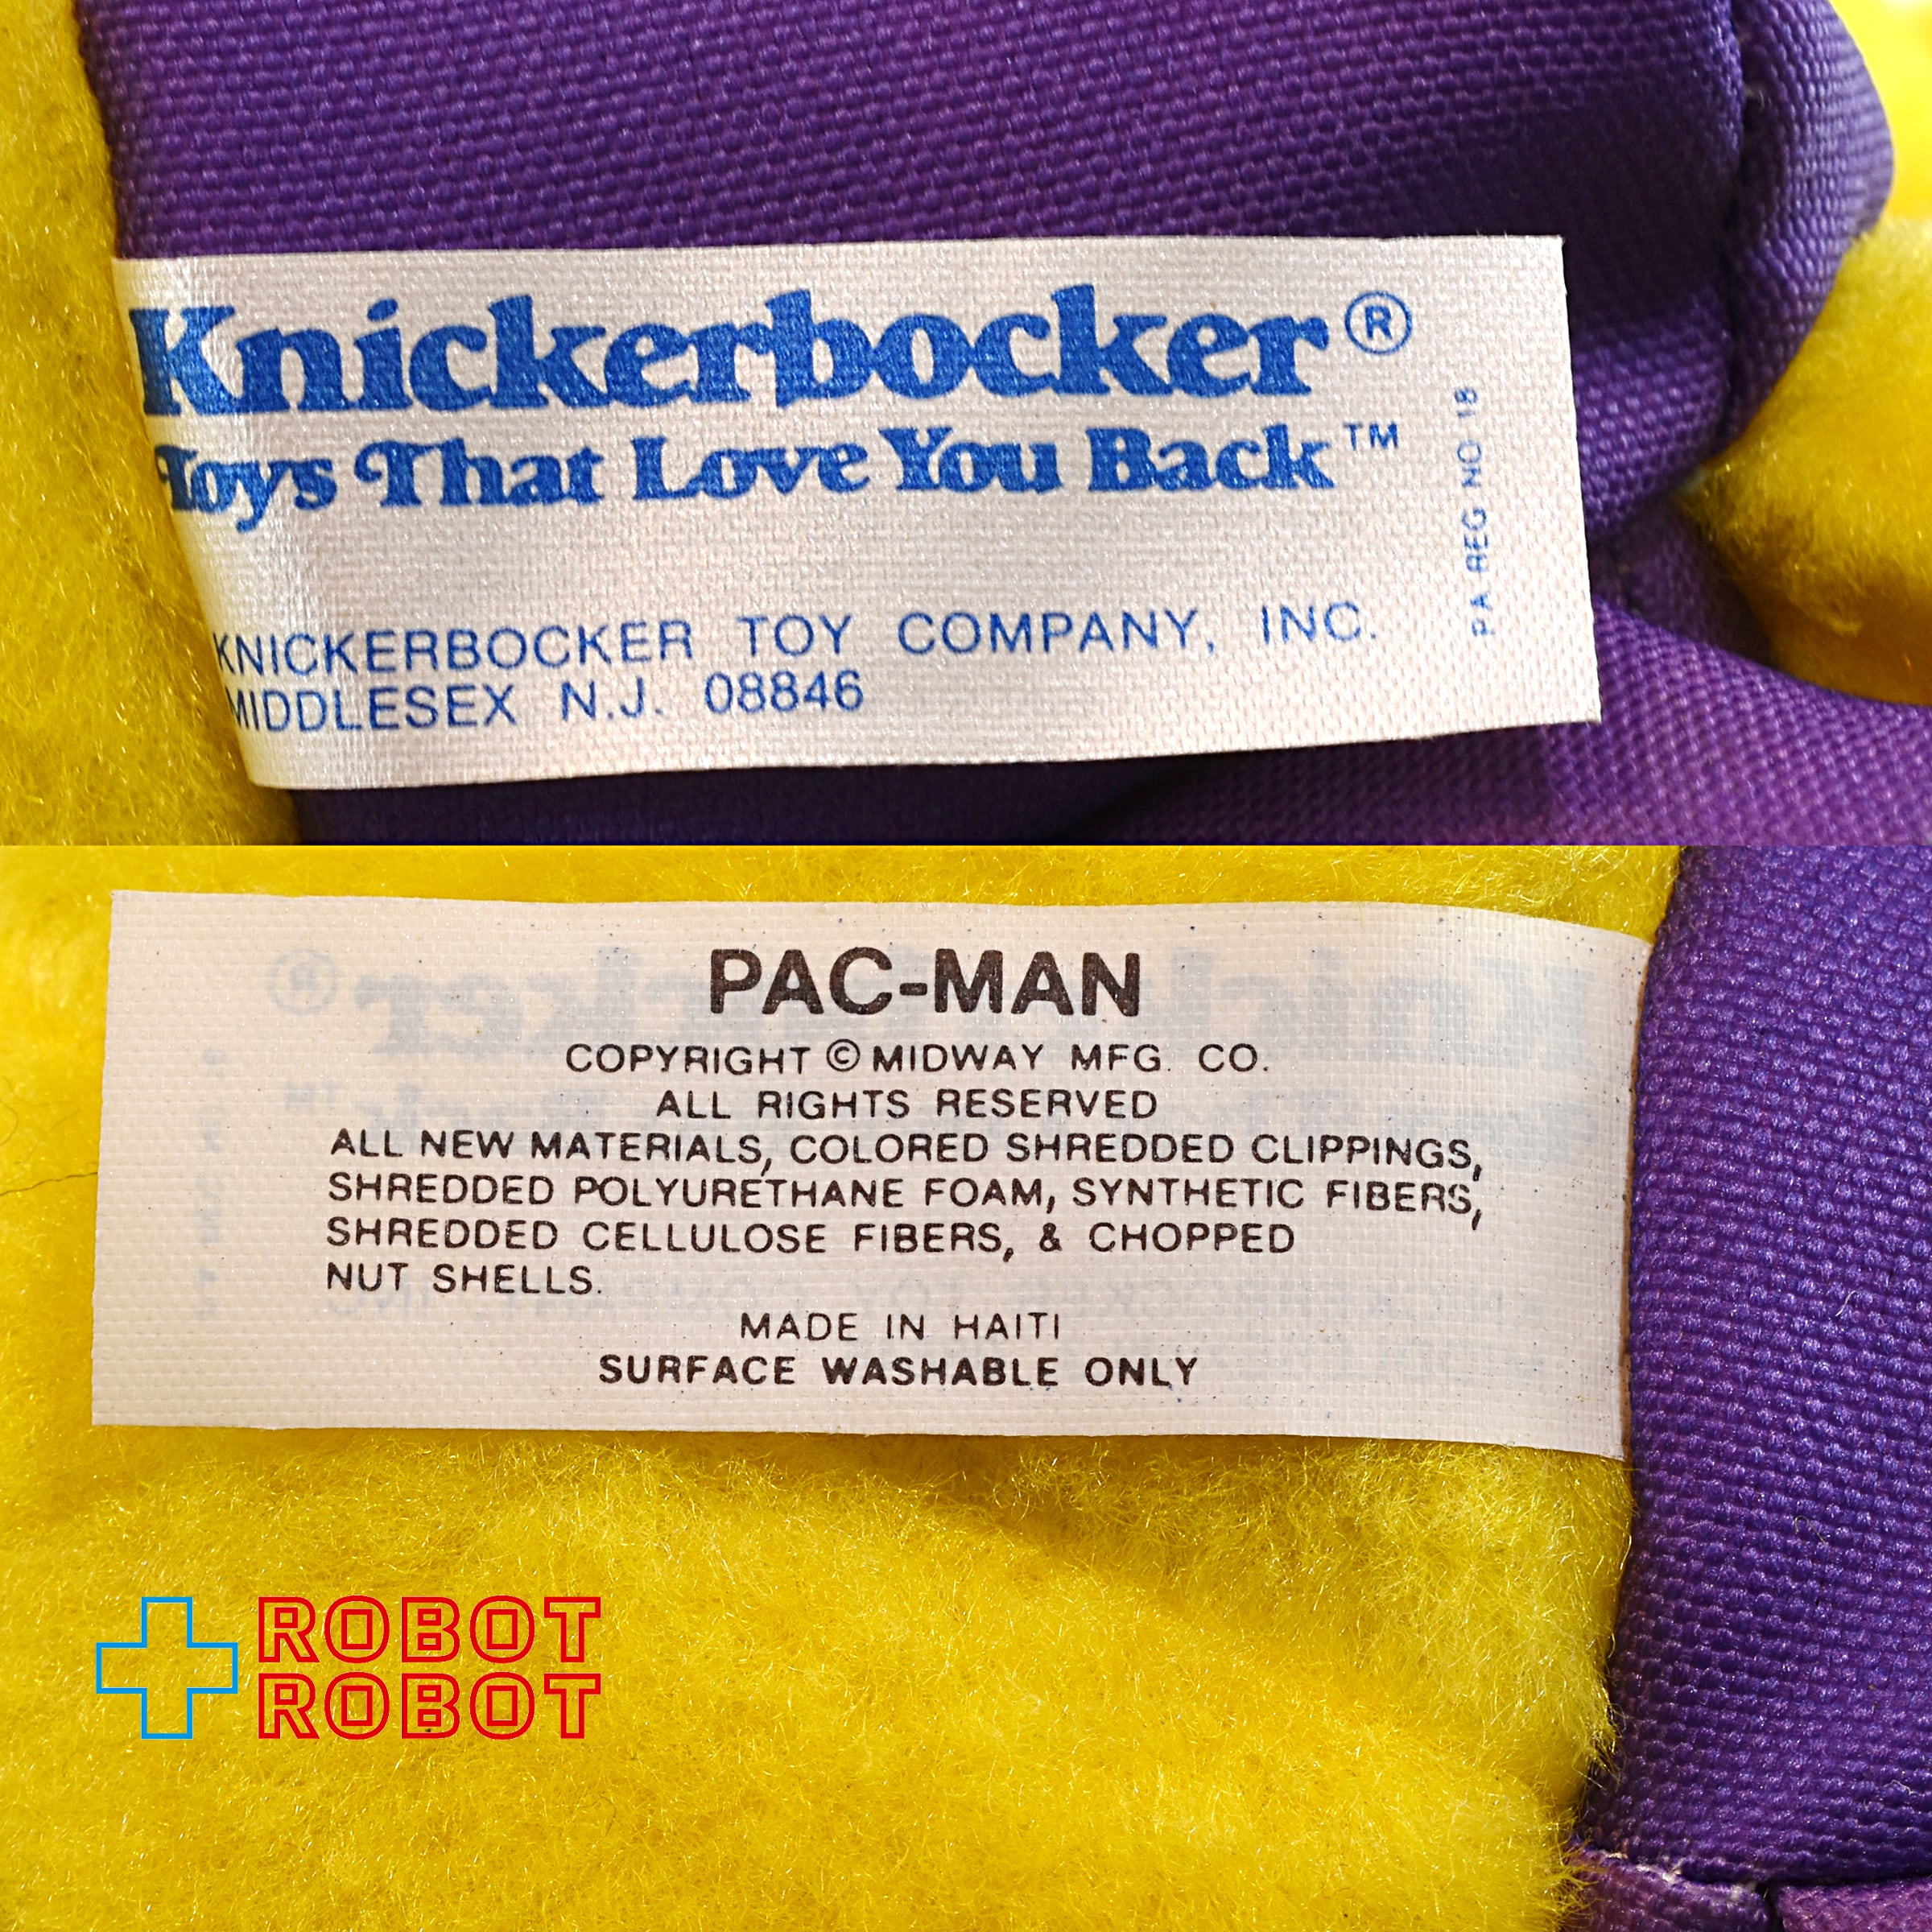 Knickerbocker®
Toys That Love You Back™
PA REG NO 18
KNICKERBOCKER TOY COMPANY, INC.
MIDDLESEX N.J. 08846
PAC-MAN
COPYRIGHT © MIDWAY MFG. CO.
ALL RIGHTS RESERVED
ALL NEW MATERIALS, COLORED SHREDDED CLIPPINGS,
SHREDDED POLYURETHANE FOAM, SYNTHETIC FIBERS,
SHREDDED CELLULOSE FIBERS, & CHOPPED
NUT SHELLS.
MADE IN HAITI
SURFACE WASHABLE ONLY
ROBOT
ROBOT